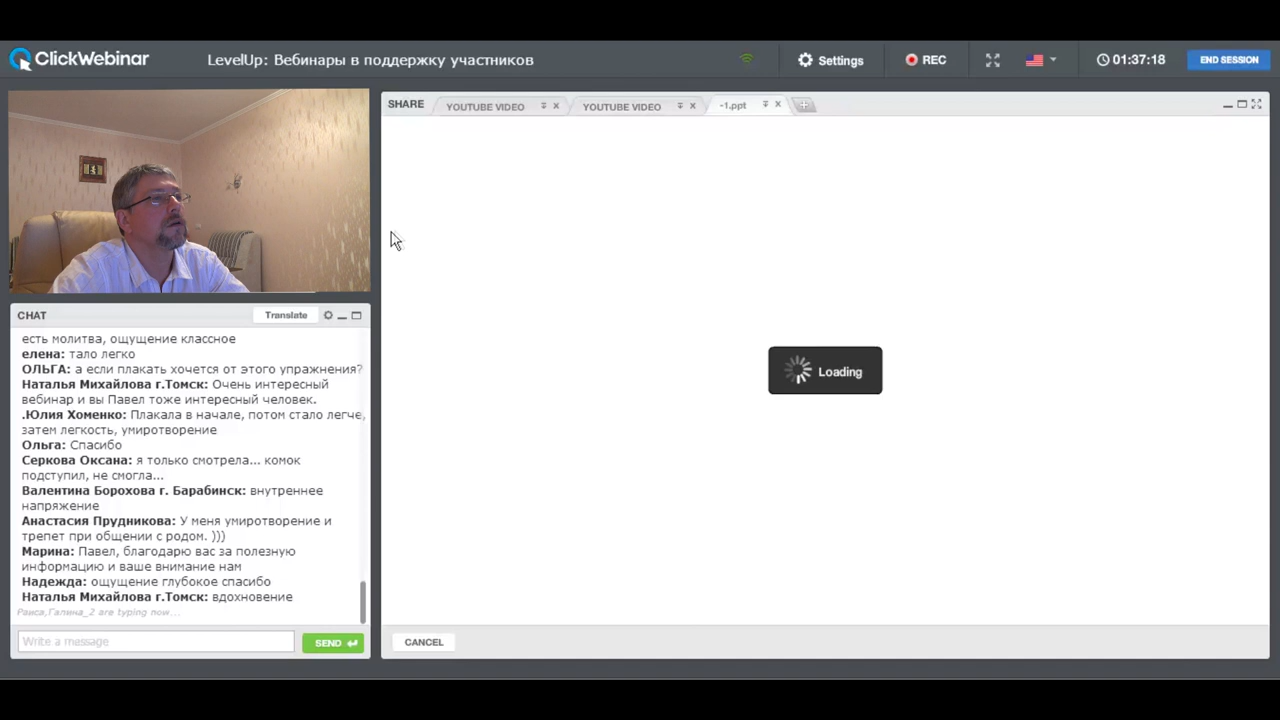 ClickWebinar
LevelUp: Вебинары в поддержку участников
Settings
REC
01:37:18
END SESSION
SHARE
YOUTUBE VIDEO
YOUTUBE VIDEO
-1.ppt
CHAT
Translate
есть молитва, ощущение классное
елена: тало легко
ОЛЬГА: а если плакать хочется от этого упражнения?
Наталья Михайлова г.Томск: Очень интересный
вебинар и вы Павел тоже интересный человек.
.Юлия Хоменко: Плакала в начале, потом стало легче,
затем легкость, умиротворение
Ольга: Спасибо
Серкова Оксана: я только смотрела... комок
подступил, не смогла...
Валентина Борохова г. Барабинск: внутреннее
напряжение
Анастасия Прудникова: У меня умиротворение и
трепет при общении с родом. )))
Марина: Павел, благодарю вас за полезную
информацию и ваше внимание нам
Надежда: ощущение глубокое спасибо
Наталья Михайлова г.Томск: вдохновение
Раиса,Галина_2 are typing now...
Write a message
SEND
Loading
CANCEL